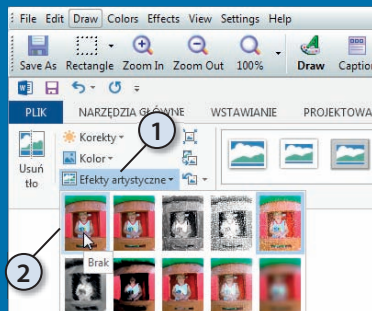 File Edit Draw Colors Effects View Settings Help
Save As Rectangle Zoom In Zoom Out 100% Draw Captio
PLIK NARZĘDZIA GŁÓWNE WSTAWIANIE PROJEKTOWA
1
Korekty
Kolor
Usuń
tło
Efekty artystyczne
2
Brak